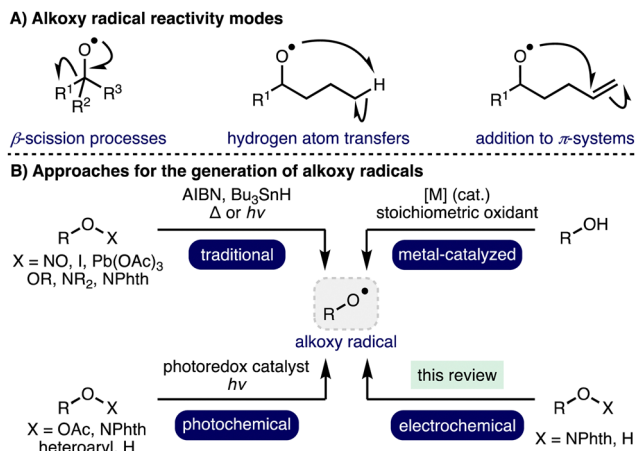 A) Alkoxy radical reactivity modes
O•
R¹
R²
R³
O•
R¹
H
O•
R¹
β-scission processes
hydrogen atom transfers
addition to π-systems
B) Approaches for the generation of alkoxy radicals
R O X
X = NO, I, Pb(OAc)₃
OR, NR₂, NPhth
AIBN, Bu₃SnH
Δ or hν
traditional
[M] (cat.)
stoichiometric oxidant
metal-catalyzed
R OH
R O•
alkoxy radical
R O X
X = OAc, NPhth
heteroaryl, H
photoredox catalyst
hν
photochemical
this review
electrochemical
R O X
X = NPhth, H